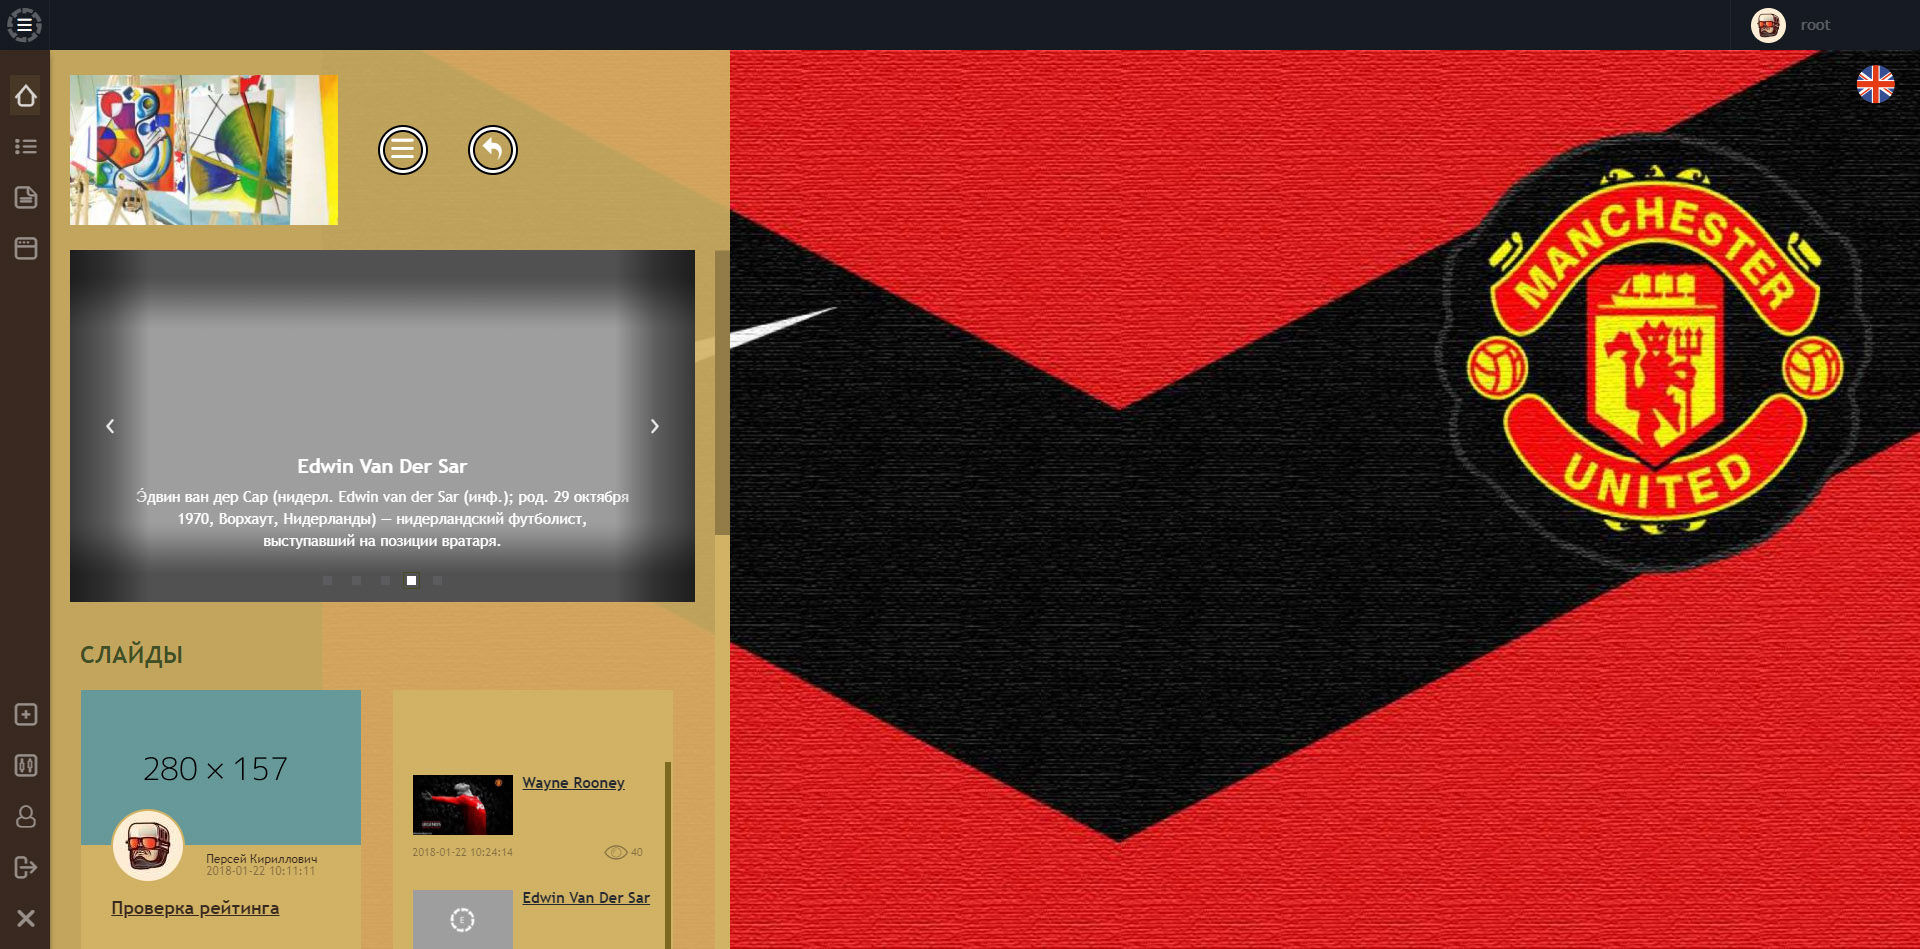 root
MANCHESTER
UNITED
Edwin Van Der Sar
Э́двин ван дер Сар (нидерл. Edwin van der Sar (инф.); род. 29 октября
1970, Ворхаут, Нидерланды) — нидерландский футболист,
выступавший на позиции вратаря.
СЛАЙДЫ
280 × 157
Персей Кириллович
2018-01-22 10:11:11
Проверка рейтинга
Wayne Rooney
2018-01-22 10:24:14
40
Edwin Van Der Sar
E